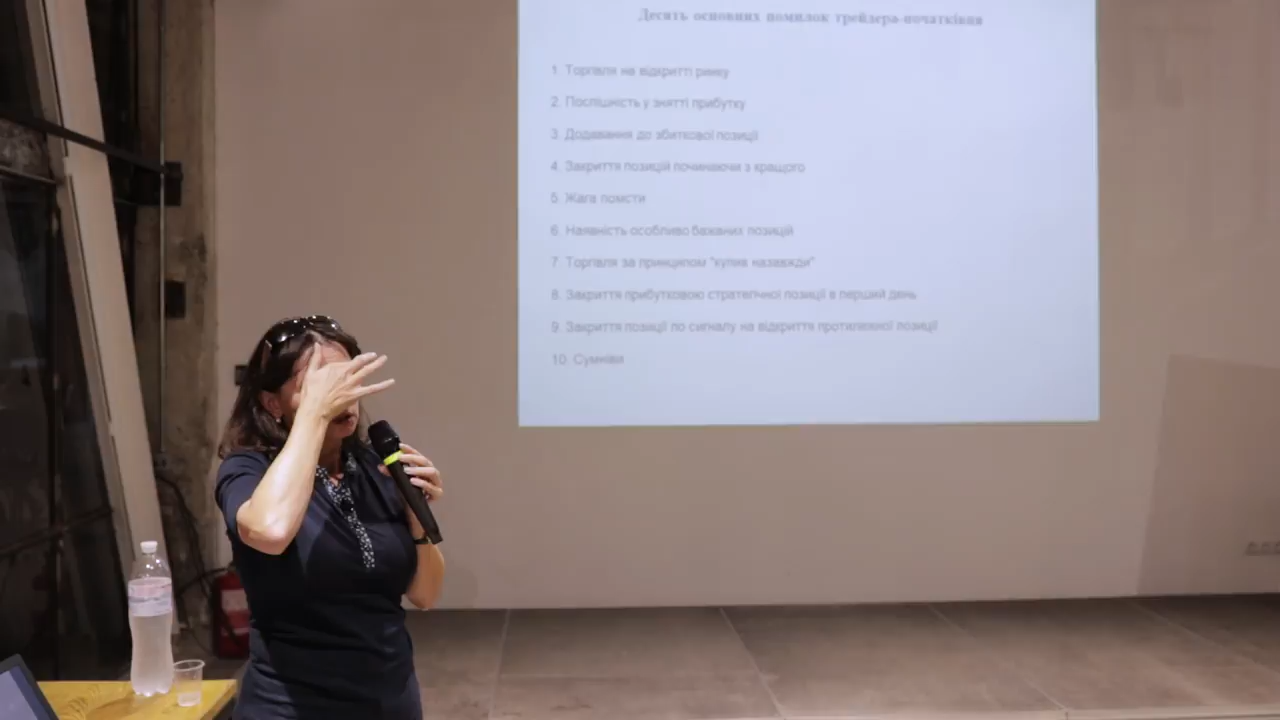 Десять основних помилок трейдера-початківця
1. Торгівля на відкритті ринку
2. Поспішність у знятті прибутку
3. Додавання до збиткової позиції
4. Закриття позицій починаючи з кращого
5. Жага помсти
6. Наявність особливо бажаних позицій
7. Торгівля за принципом "купив назавжди"
8. Закриття прибутковою стратегічної позиції в перший день
9. Закриття позиції по сигналу на відкриття протилежної позиції
10. Сумніви